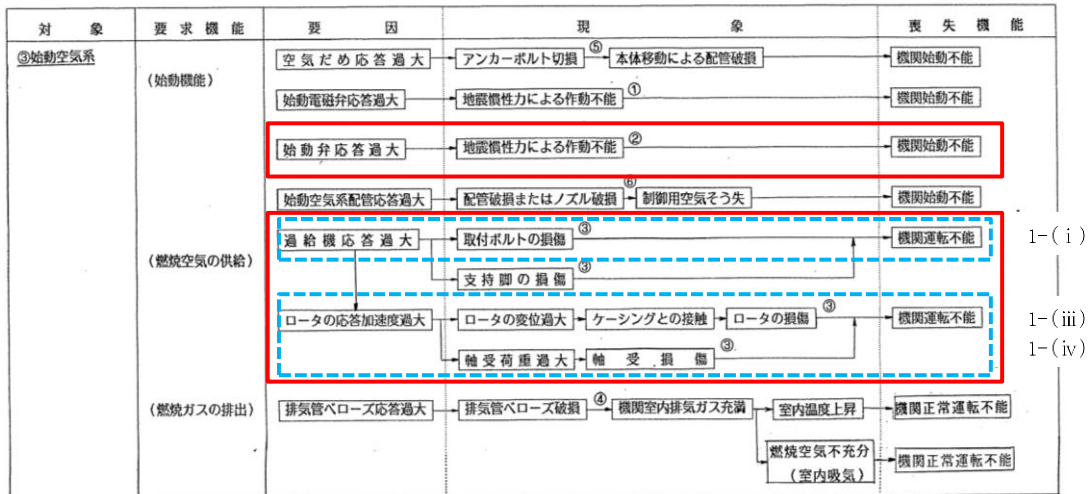 対象 要求機能 要因 現象 喪失機能
③始動空気系
(始動機能)
空気だめ応答過大 アンカーボルト切損 ⑤ 本体移動による配管破損 機関始動不能
始動電磁弁応答過大 地震慣性力による作動不能 ① 機関始動不能
始動弁応答過大 地震慣性力による作動不能 ② 機関始動不能
始動空気系配管応答過大 配管破損またはノズル破損 ⑥ 制御用空気そう失 機関始動不能
(燃焼空気の供給)
過給機応答過大 取付ボルトの損傷 ③ 機関運転不能 1-(ⅰ)
支持脚の損傷 ③
ロータの応答加速度過大 ロータの変位過大 ケーシングとの接触 ロータの損傷 ③ 機関運転不能 1-(ⅲ)
軸受荷重過大 軸受損傷 ③ 1-(ⅳ)
(燃焼ガスの排出)
排気管ベローズ応答過大 排気管ベローズ破損 ④ 機関室内排気ガス充満 室内温度上昇 機関正常運転不能
燃焼空気不充分
(室内吸気) 機関正常運転不能